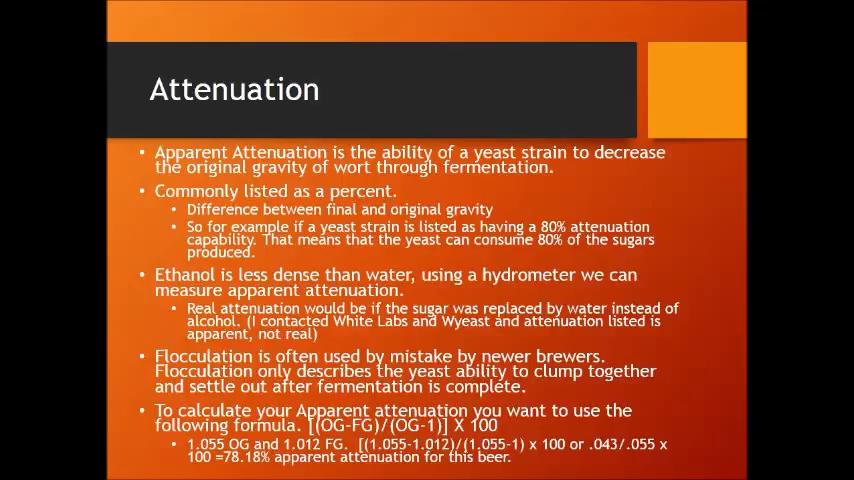 Attenuation
• Apparent Attenuation is the ability of a yeast strain to decrease
the original gravity of wort through fermentation.
• Commonly listed as a percent.
• Difference between final and original gravity
• So for example if a yeast strain is listed as having a 80% attenuation
capability. That means that the yeast can consume 80% of the sugars
produced.
• Ethanol is less dense than water, using a hydrometer we can
measure apparent attenuation.
• Real attenuation would be if the sugar was replaced by water instead of
alcohol. (I contacted White Labs and Wyeast and attenuation listed is
apparent, not real)
• Flocculation is often used by mistake by newer brewers.
Flocculation only describes the yeast ability to clump together
and settle out after fermentation is complete.
• To calculate your Apparent attenuation you want to use the
following formula. [(OG-FG)/(OG-1)] X 100
• 1.055 OG and 1.012 FG. [(1.055-1.012)/(1.055-1) x 100 or .043/.055 x
100 =78.18% apparent attenuation for this beer.